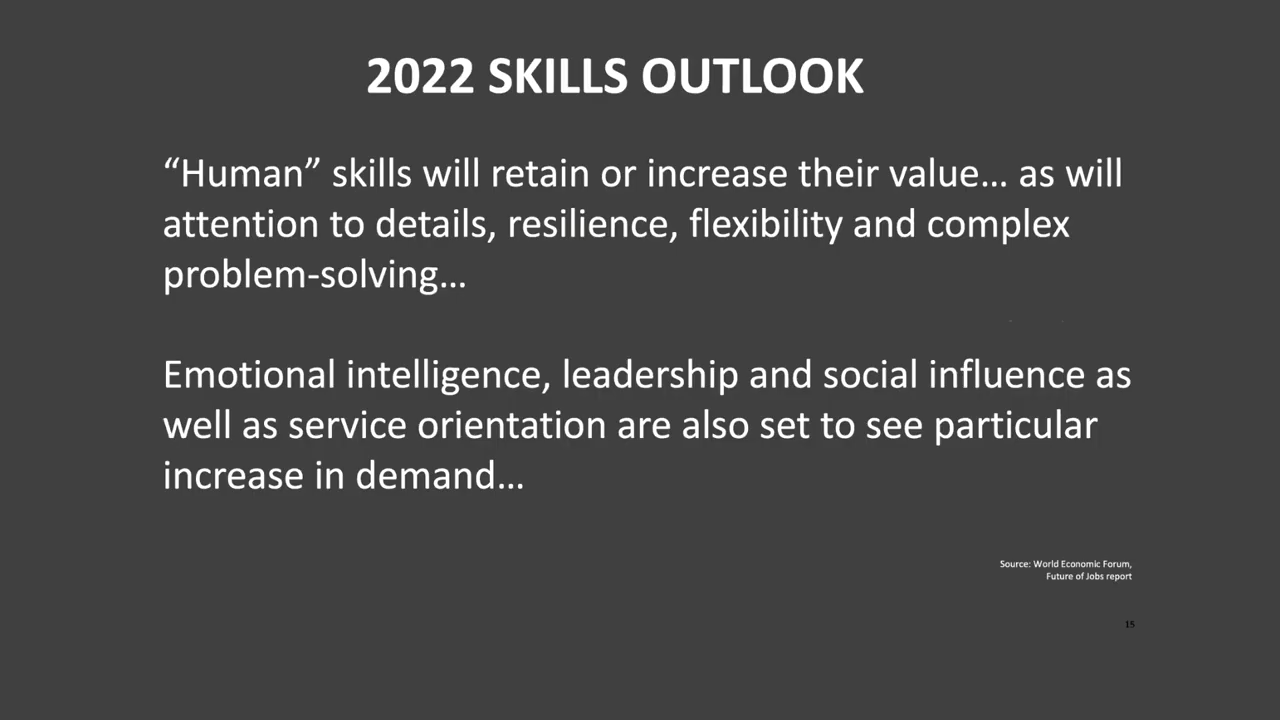 2022 SKILLS OUTLOOK
“Human” skills will retain or increase their value… as will
attention to details, resilience, flexibility and complex
problem-solving…
Emotional intelligence, leadership and social influence as
well as service orientation are also set to see particular
increase in demand…
Source: World Economic Forum,
Future of Jobs report
15